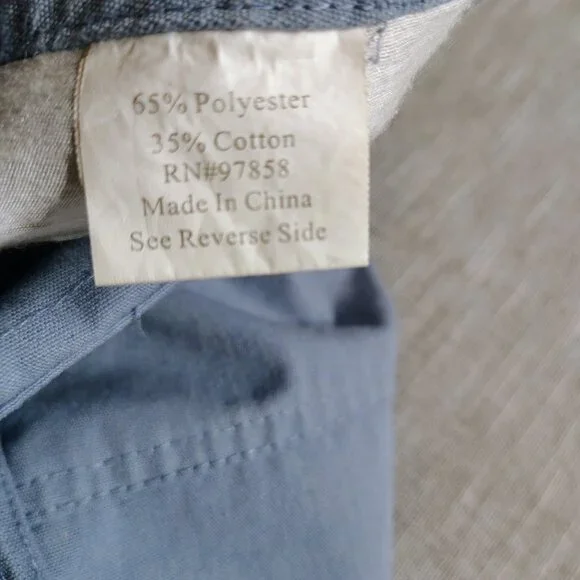 65% Polyester
35% Cotton
RN#97858
Made In China
See Reverse Side